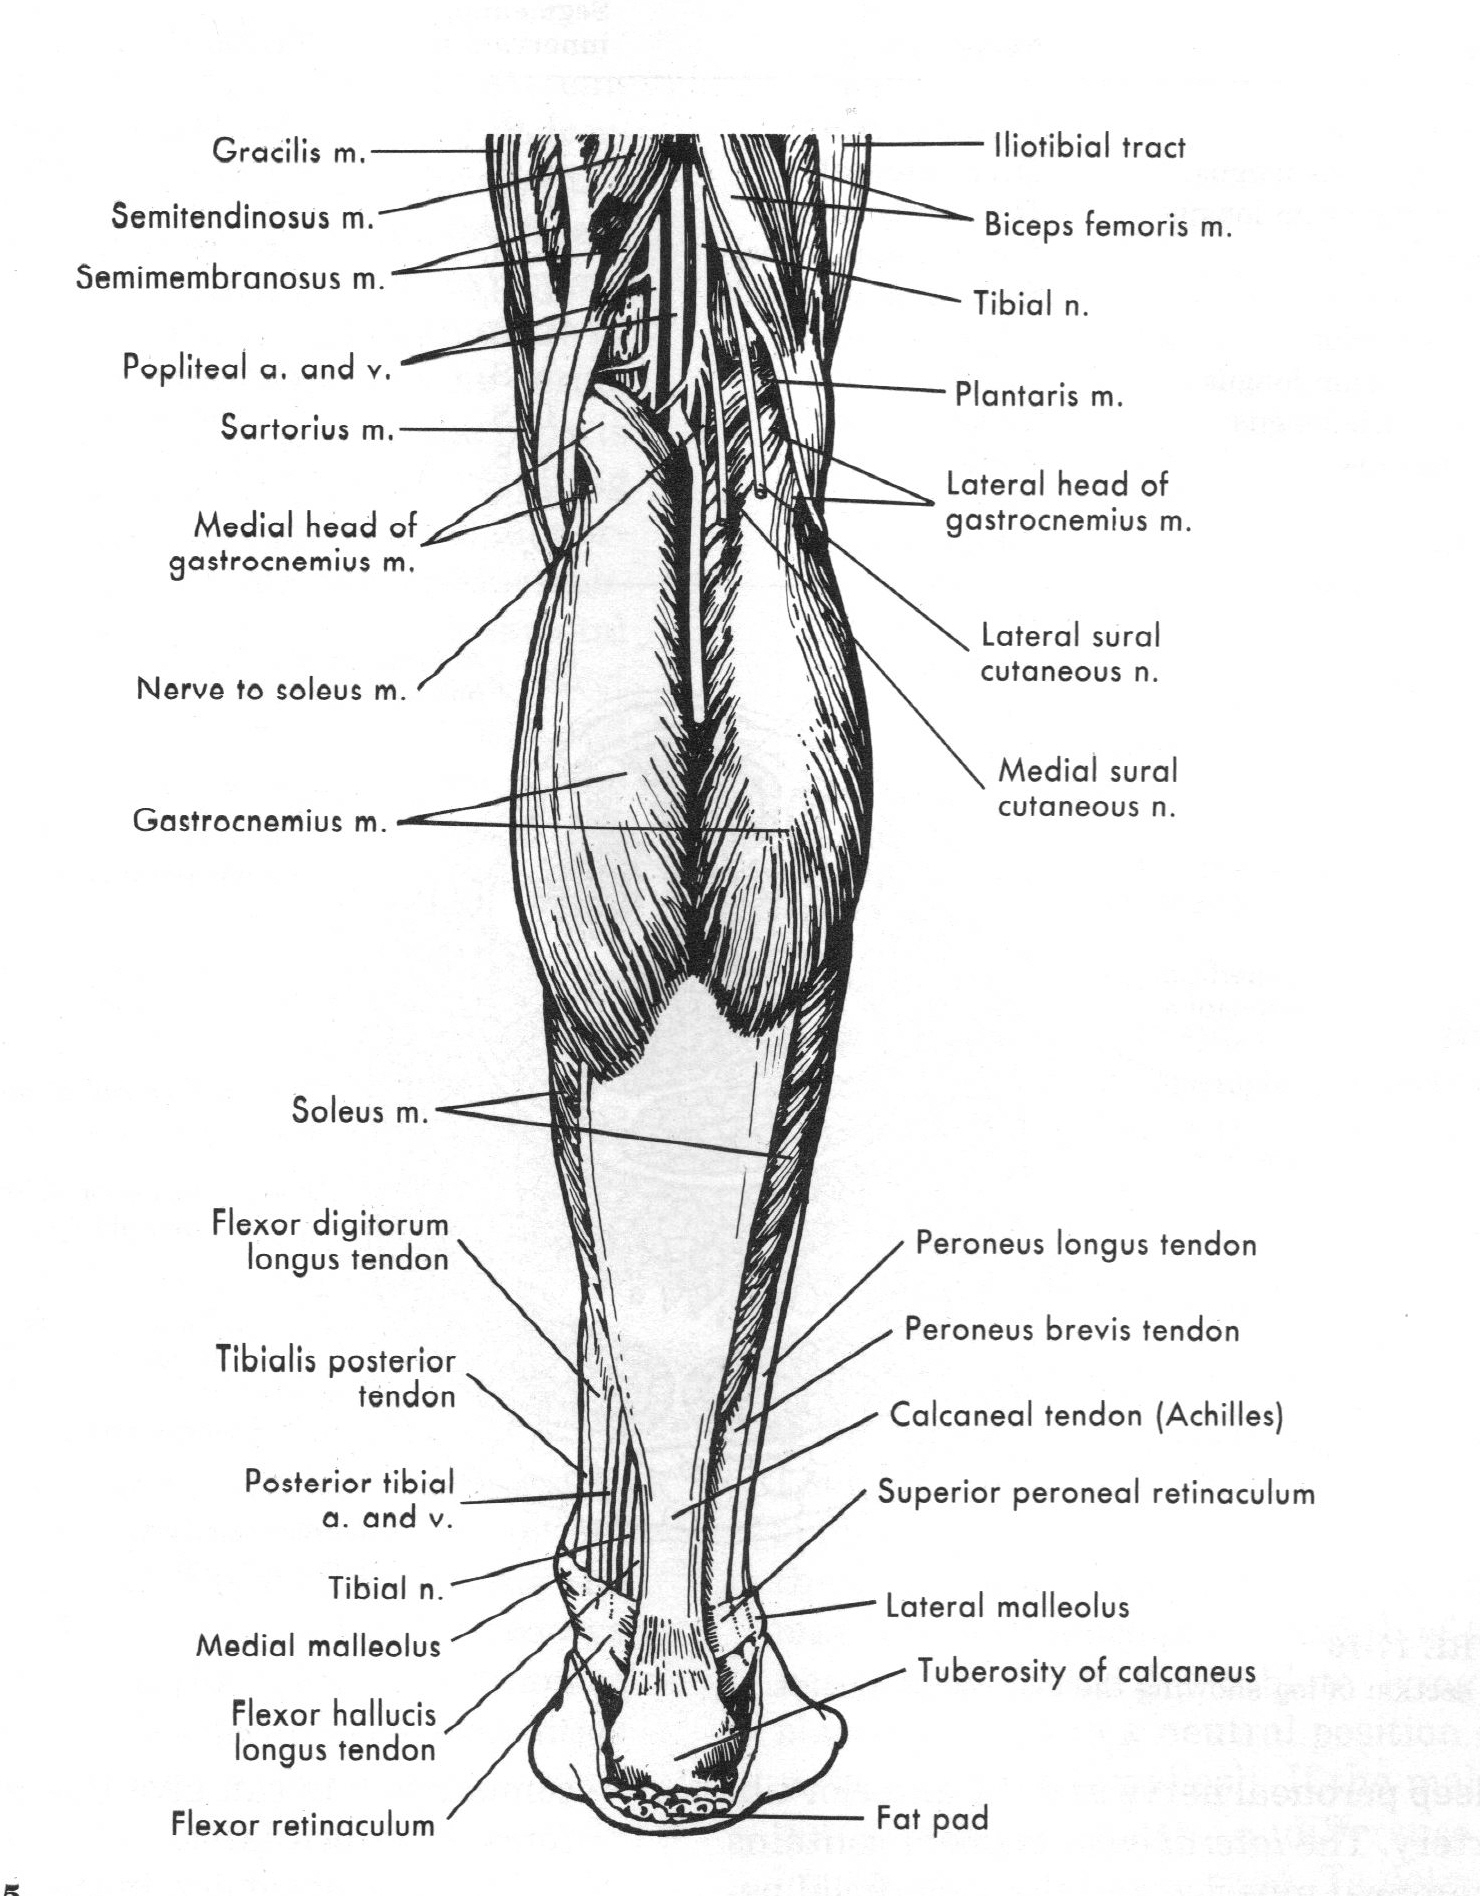 Gracilis m.
Semitendinosus m.
Semimembranosus m.
Popliteal a. and v.
Sartorius m.
Medial head of
gastrocnemius m.
Nerve to soleus m.
Gastrocnemius m.
Soleus m.
Flexor digitorum
longus tendon
Tibialis posterior
tendon
Posterior tibial
a. and v.
Tibial n.
Medial malleolus
Flexor hallucis
longus tendon
Flexor retinaculum
Iliotibial tract
Biceps femoris m.
Tibial n.
Plantaris m.
Lateral head of
gastrocnemius m.
Lateral sural
cutaneous n.
Medial sural
cutaneous n.
Peroneus longus tendon
Peroneus brevis tendon
Calcaneal tendon (Achilles)
Superior peroneal retinaculum
Lateral malleolus
Tuberosity of calcaneus
Fat pad